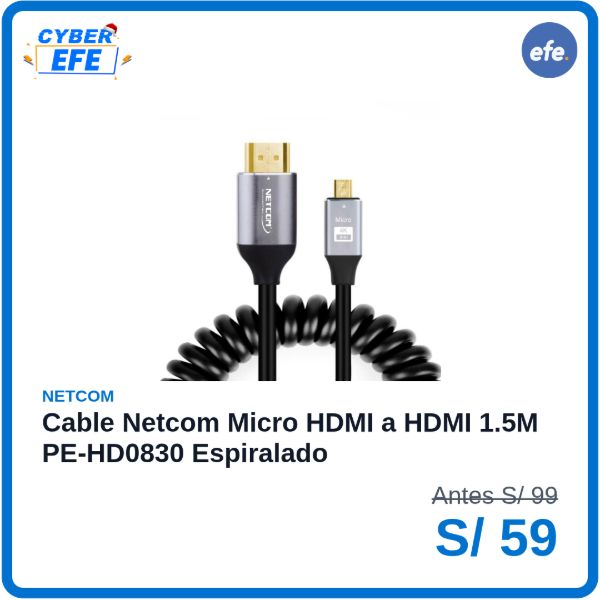 CYBER
EFE
efe.
NETCOM
Micro
4K
NETCOM
Cable Netcom Micro HDMI a HDMI 1.5M
PE-HD0830 Espiralado
Antes S/ 99
S/ 59